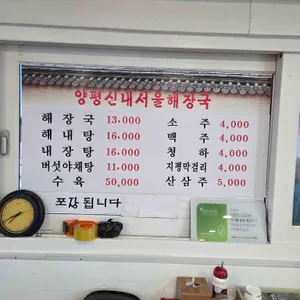 양평신내서울해장국
해장국 13,000 소주 4,000
해내탕 16,000 맥주 4,000
내장탕 16,000 청하 4,000
버섯야채탕 11,000 지평막걸리 4,000
수육 50,000 산삼주 5,000
포장 됩니다